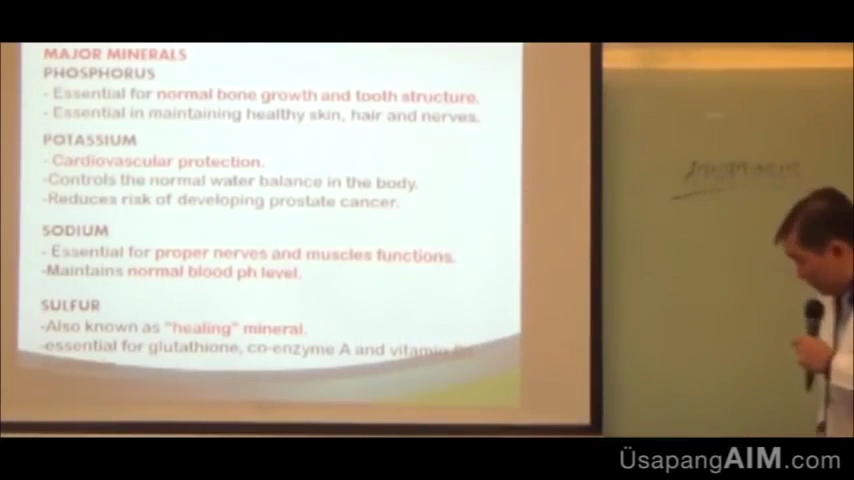 MAJOR MINERALS
PHOSPHORUS
- Essential for normal bone growth and tooth structure.
- Essential in maintaining healthy skin, hair and nerves.
POTASSIUM
- Cardiovascular protection.
-Controls the normal water balance in the body.
-Reduces risk of developing prostate cancer.
SODIUM
- Essential for proper nerves and muscles functions.
-Maintains normal blood ph level.
SULFUR
-Also known as "healing" mineral.
-essential for glutathione, co-enzyme A and vitamin
ÜsapangAIM.com